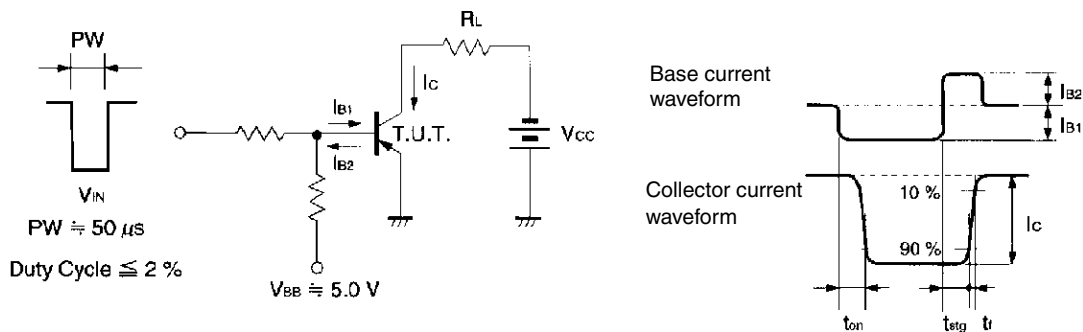 PW
VIN
PW ≒ 50 μs
Duty Cycle ≦ 2 %
IB1
IB2
T.U.T.
IC
RL
VCC
VBB ≒ 5.0 V
Base current
waveform
IB2
IB1
Collector current
waveform
10 %
90 %
IC
ton
tstg
tf